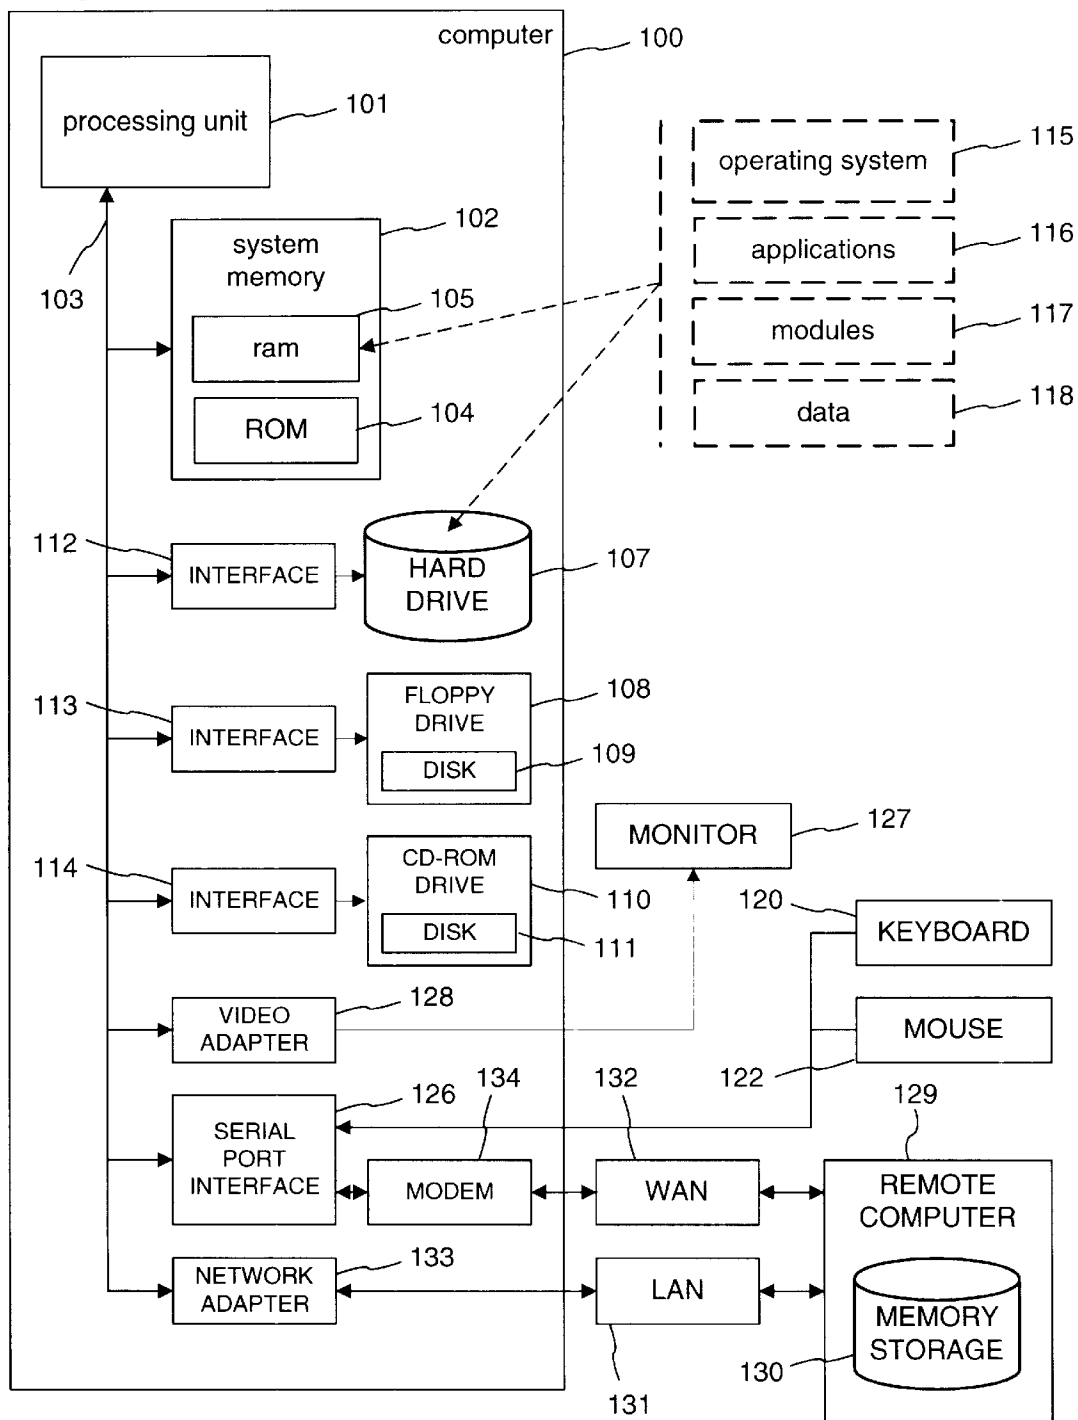 computer
100
processing unit
101
115
operating system
102
system
memory
116
applications
103
105
ram
117
modules
104
ROM
118
data
112
INTERFACE
HARD
DRIVE
107
113
INTERFACE
FLOPPY
DRIVE
108
DISK
109
MONITOR
127
114
INTERFACE
CD-ROM
DRIVE
110
DISK
111
120
KEYBOARD
VIDEO
ADAPTER
128
MOUSE
122
126
134
132
129
SERIAL
PORT
INTERFACE
MODEM
WAN
REMOTE
COMPUTER
NETWORK
ADAPTER
133
LAN
131
MEMORY
STORAGE
130